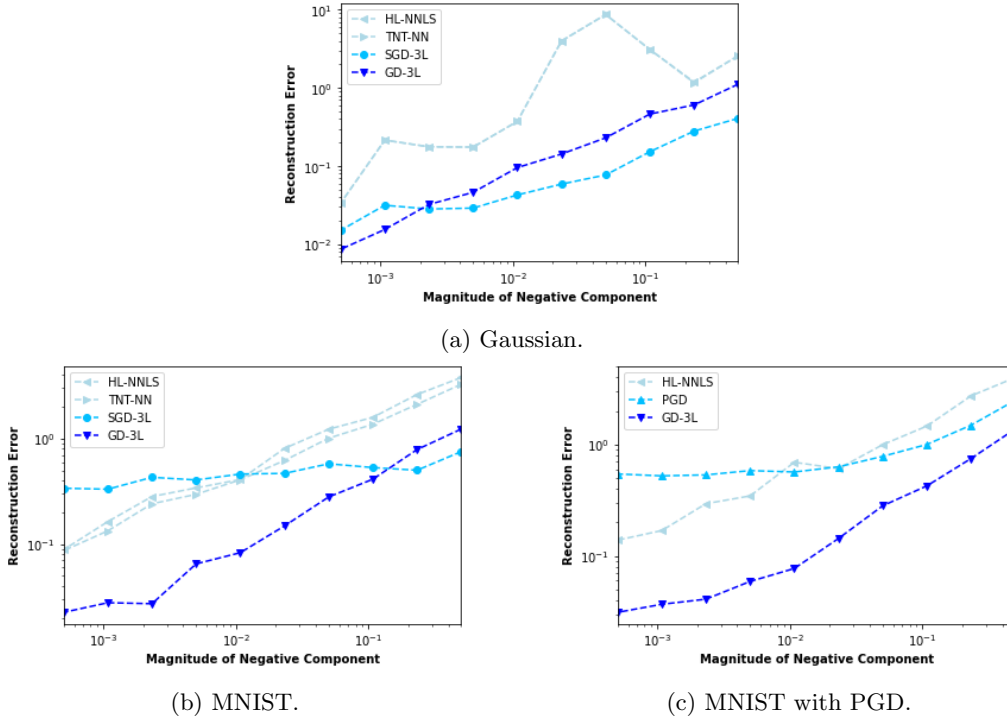 10^1
HL-NNLS
TNT-NN
SGD-3L
GD-3L
10^0
10^-1
10^-2
Reconstruction Error
10^-3 10^-2 10^-1
Magnitude of Negative Component
(a) Gaussian.
HL-NNLS
TNT-NN
SGD-3L
GD-3L
10^0
10^-1
Reconstruction Error
10^-3 10^-2 10^-1
Magnitude of Negative Component
(b) MNIST.
HL-NNLS
PGD
GD-3L
10^0
10^-1
Reconstruction Error
10^-3 10^-2 10^-1
Magnitude of Negative Component
(c) MNIST with PGD.